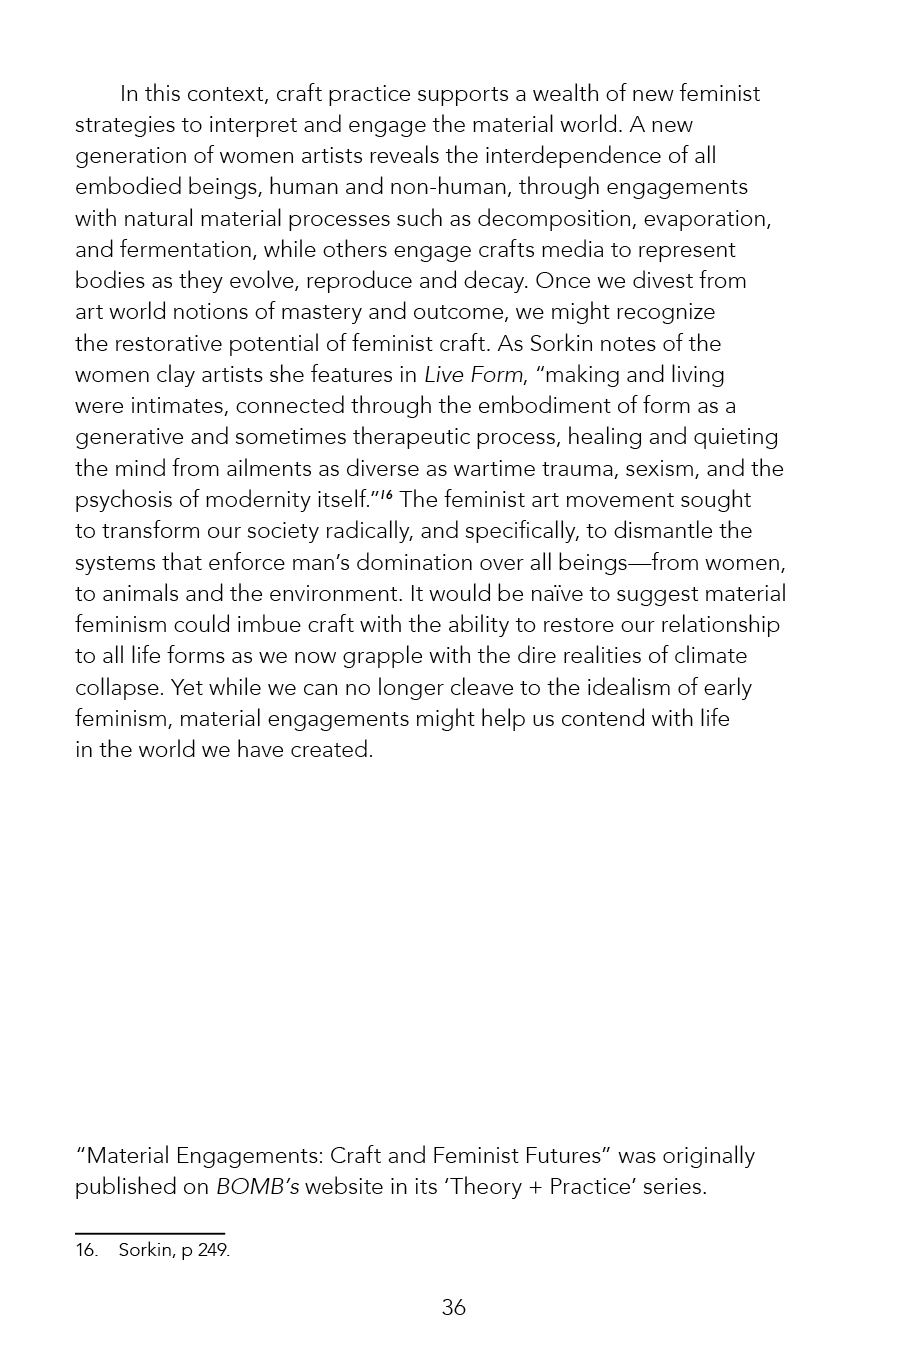 In this context, craft practice supports a wealth of new feminist
strategies to interpret and engage the material world. A new
generation of women artists reveals the interdependence of all
embodied beings, human and non-human, through engagements
with natural material processes such as decomposition, evaporation,
and fermentation, while others engage crafts media to represent
bodies as they evolve, reproduce and decay. Once we divest from
art world notions of mastery and outcome, we might recognize
the restorative potential of feminist craft. As Sorkin notes of the
women clay artists she features in Live Form, “making and living
were intimates, connected through the embodiment of form as a
generative and sometimes therapeutic process, healing and quieting
the mind from ailments as diverse as wartime trauma, sexism, and the
psychosis of modernity itself.”16 The feminist art movement sought
to transform our society radically, and specifically, to dismantle the
systems that enforce man’s domination over all beings—from women,
to animals and the environment. It would be naïve to suggest material
feminism could imbue craft with the ability to restore our relationship
to all life forms as we now grapple with the dire realities of climate
collapse. Yet while we can no longer cleave to the idealism of early
feminism, material engagements might help us contend with life
in the world we have created.
“Material Engagements: Craft and Feminist Futures” was originally
published on BOMB’s website in its ‘Theory + Practice’ series.
16. Sorkin, p 249.
36